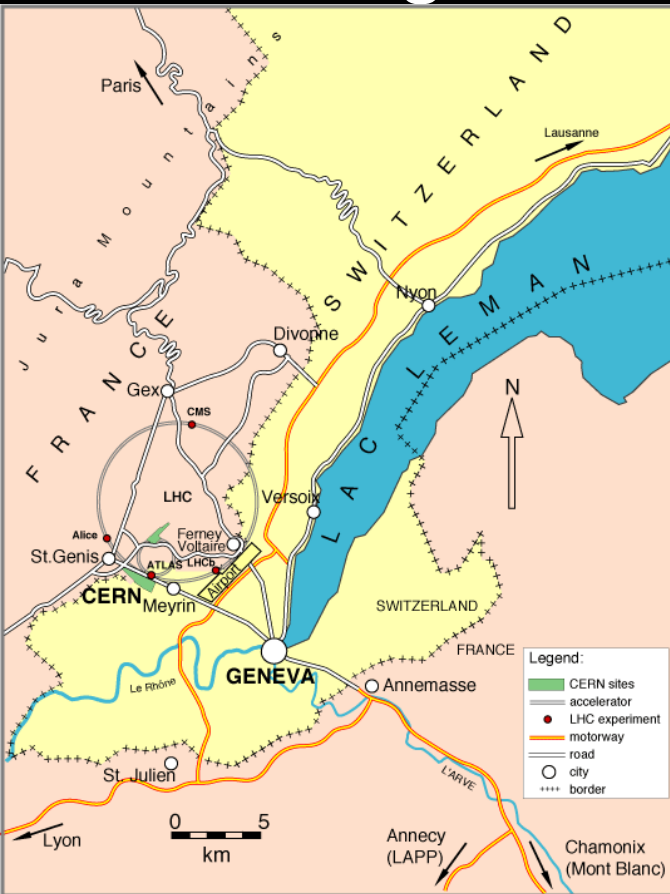 Paris
Jura Mountains
SWITZERLAND
Lausanne
FRANCE
Nyon
LAC LEMAN
Divonne
Gex
N
CMS
LHC
Versoix
Alice
Ferney
Voltaire
St.Genis
ATLAS
LHCb
Airport
CERN
Meyrin
SWITZERLAND
FRANCE
GENEVA
Le Rhône
Annemasse
St. Julien
L'ARVE
Lyon
0 5
km
Annecy
(LAPP)
Chamonix
(Mont Blanc)
Legend:
CERN sites
accelerator
LHC experiment
motorway
road
city
border